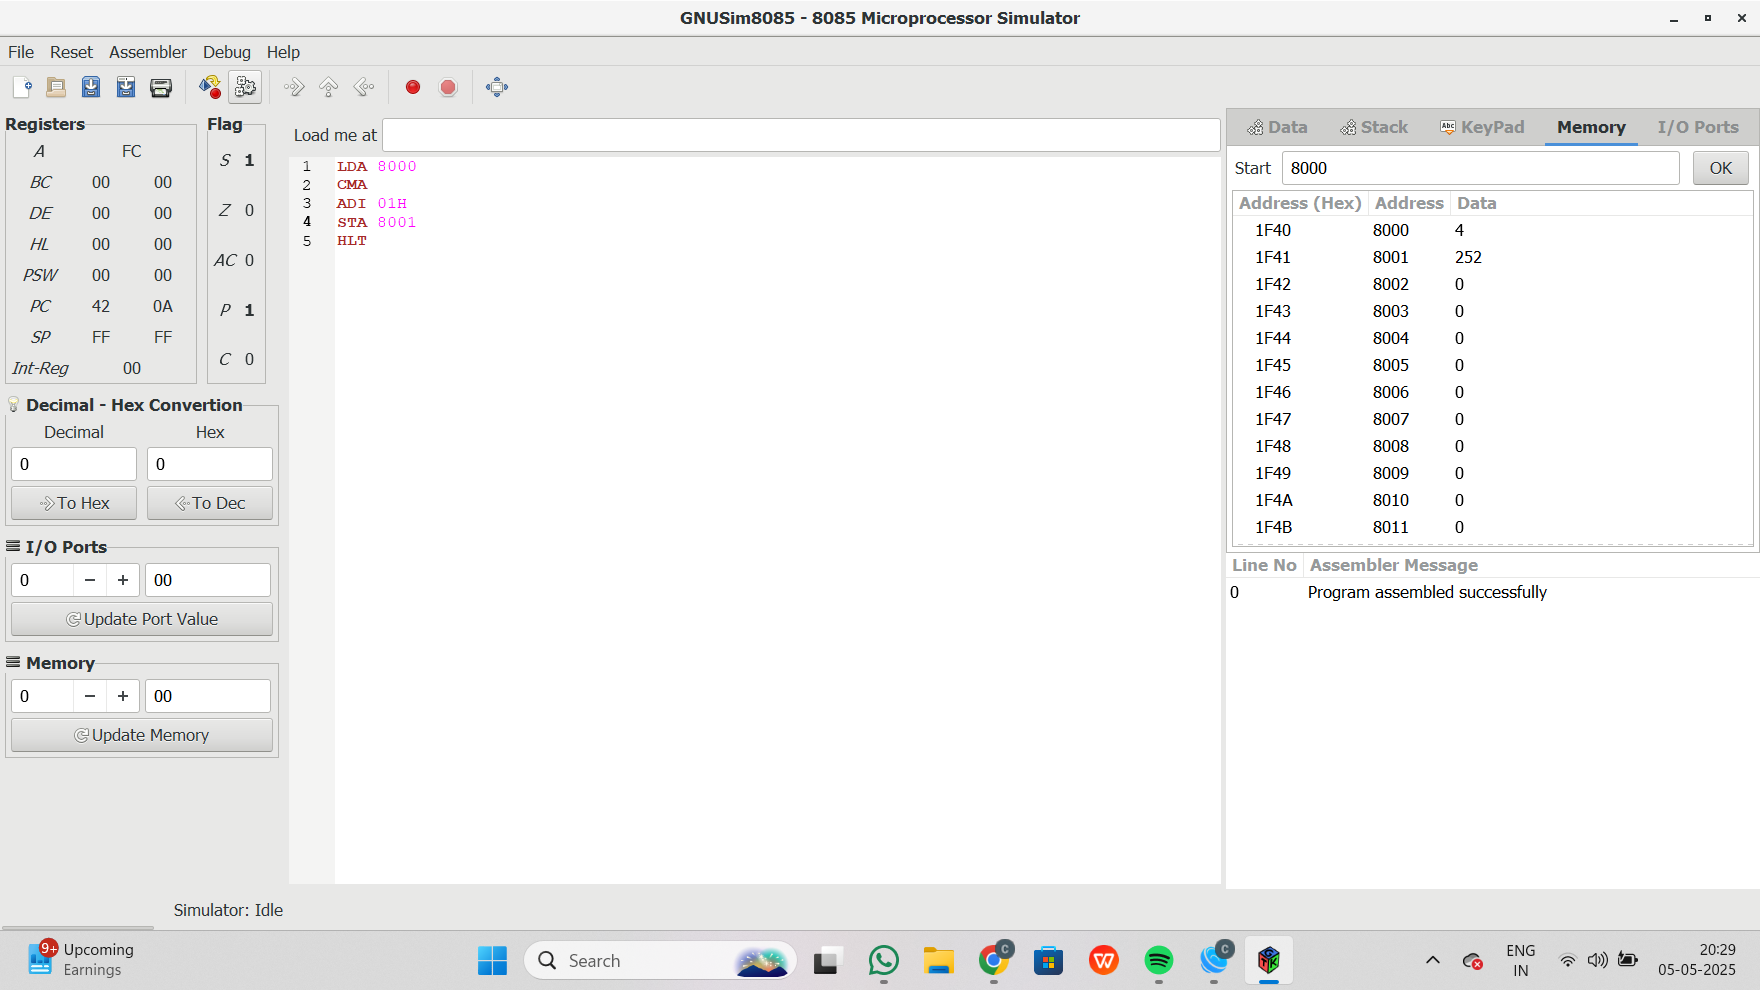 GNUSim8085 - 8085 Microprocessor Simulator
File Reset Assembler Debug Help
Registers
A FC
BC 00 00
DE 00 00
HL 00 00
PSW 00 00
PC 42 0A
SP FF FF
Int-Reg 00
Flag
S 1
Z 0
AC 0
P 1
C 0
Decimal - Hex Convertion
Decimal Hex
0 0
To Hex To Dec
I/O Ports
0 − + 00
Update Port Value
Memory
0 − + 00
Update Memory
Load me at
1 LDA 8000
2 CMA
3 ADI 01H
4 STA 8001
5 HLT
Data Stack Abc KeyPad Memory I/O Ports
Start 8000 OK
Address (Hex) Address Data
1F40 8000 4
1F41 8001 252
1F42 8002 0
1F43 8003 0
1F44 8004 0
1F45 8005 0
1F46 8006 0
1F47 8007 0
1F48 8008 0
1F49 8009 0
1F4A 8010 0
1F4B 8011 0
Line No Assembler Message
0 Program assembled successfully
Simulator: Idle
9+ Upcoming
Earnings
Search
C
W
C
ENG
IN
20:29
05-05-2025